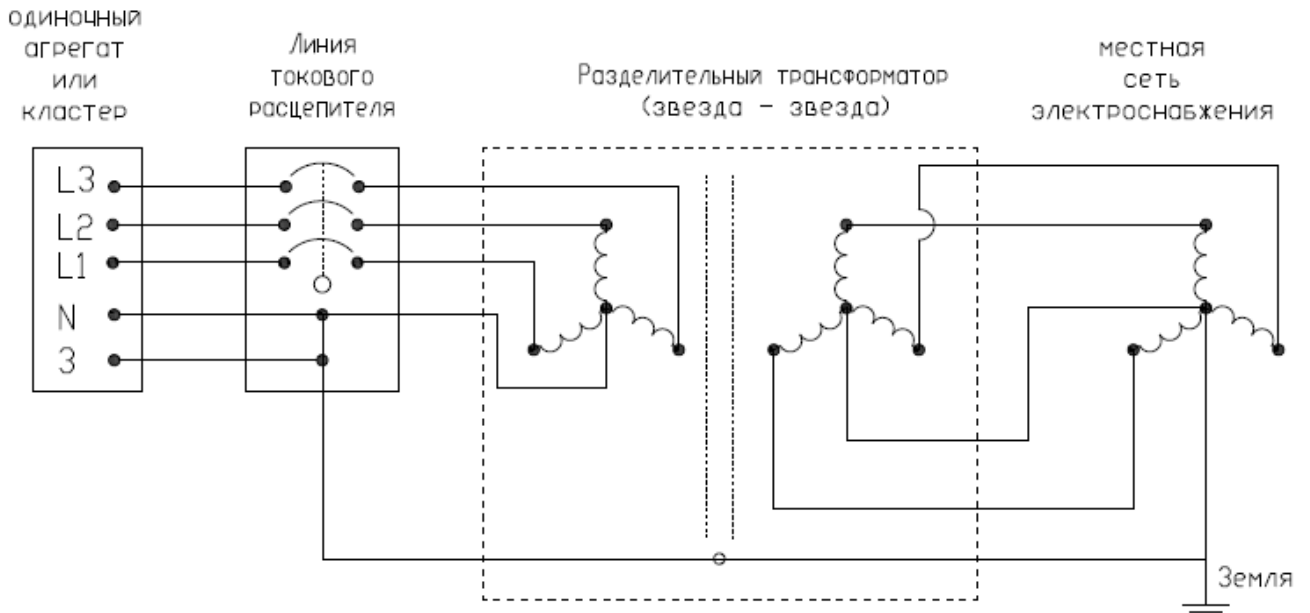 одиночный
агрегат
или
кластер
Линия
токового
расцепителя
Разделительный трансформатор
(звезда – звезда)
местная
сеть
электроснабжения
L3
L2
L1
N
З
Земля